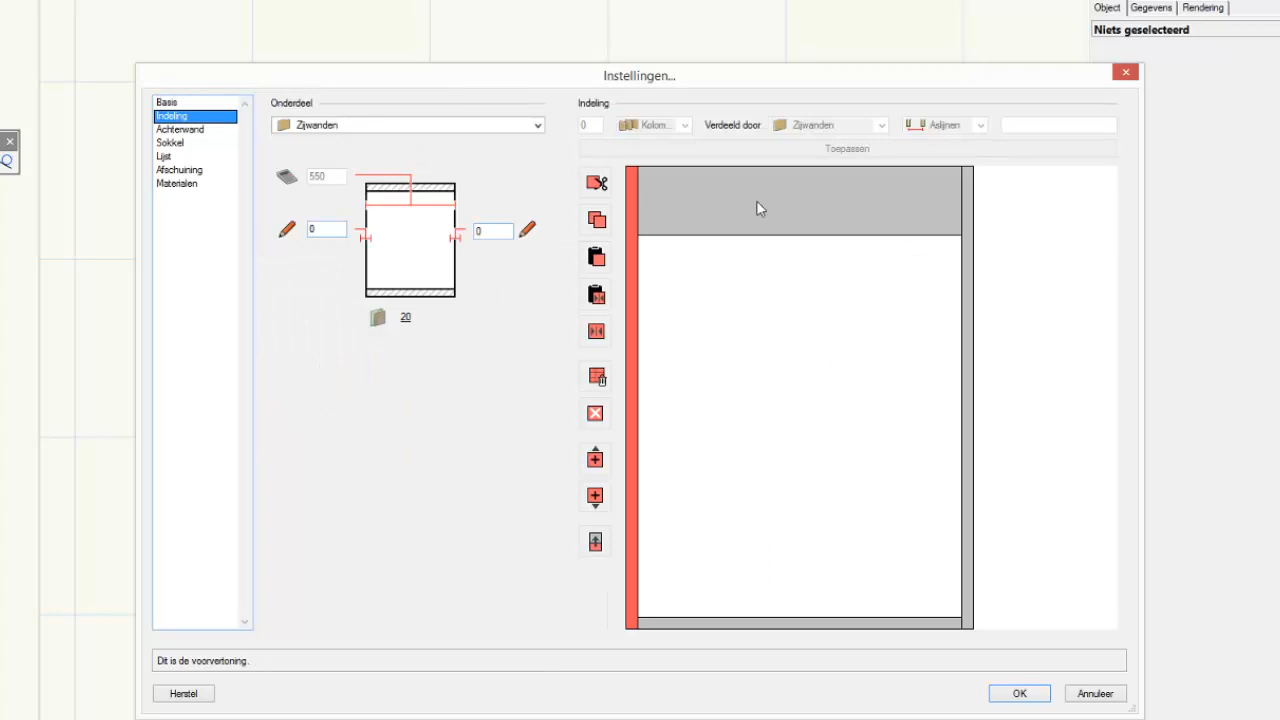 Object Gegevens Rendering
Niets geselecteerd
Instellingen...
Basis
Indeling
Achterwand
Sokkel
Lijst
Afschuining
Materialen
Onderdeel
Zijwanden
550
0
0
20
Indeling
0 Kolom... Verdeeld door Zijwanden Aslijnen
Toepassen
Dit is de voorvertoning.
Herstel
OK
Annuleer